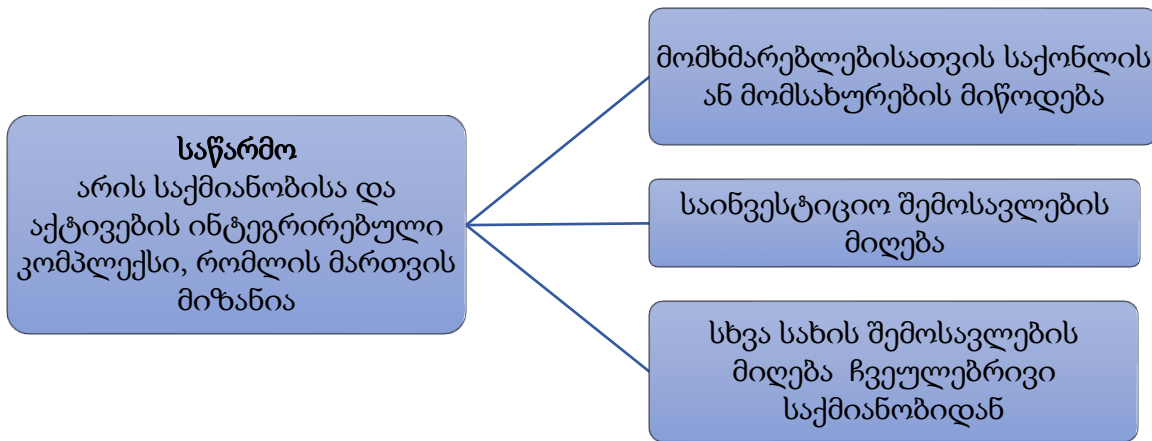 საწარმო
არის საქმიანობისა და
აქტივების ინტეგრირებული
კომპლექსი, რომლის მართვის
მიზანია
მომხმარებლებისათვის საქონლის
ან მომსახურების მიწოდება
საინვესტიციო შემოსავლების
მიღება
სხვა სახის შემოსავლების
მიღება ჩვეულებრივი
საქმიანობიდან